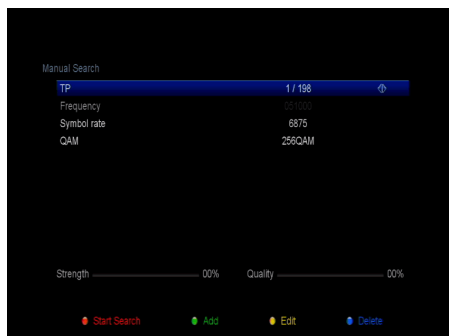 Manual Search
TP 1 / 198
Frequency 051000
Symbol rate 6875
QAM 256QAM
Strength 00% Quality 00%
Start Search Add Edit Delete